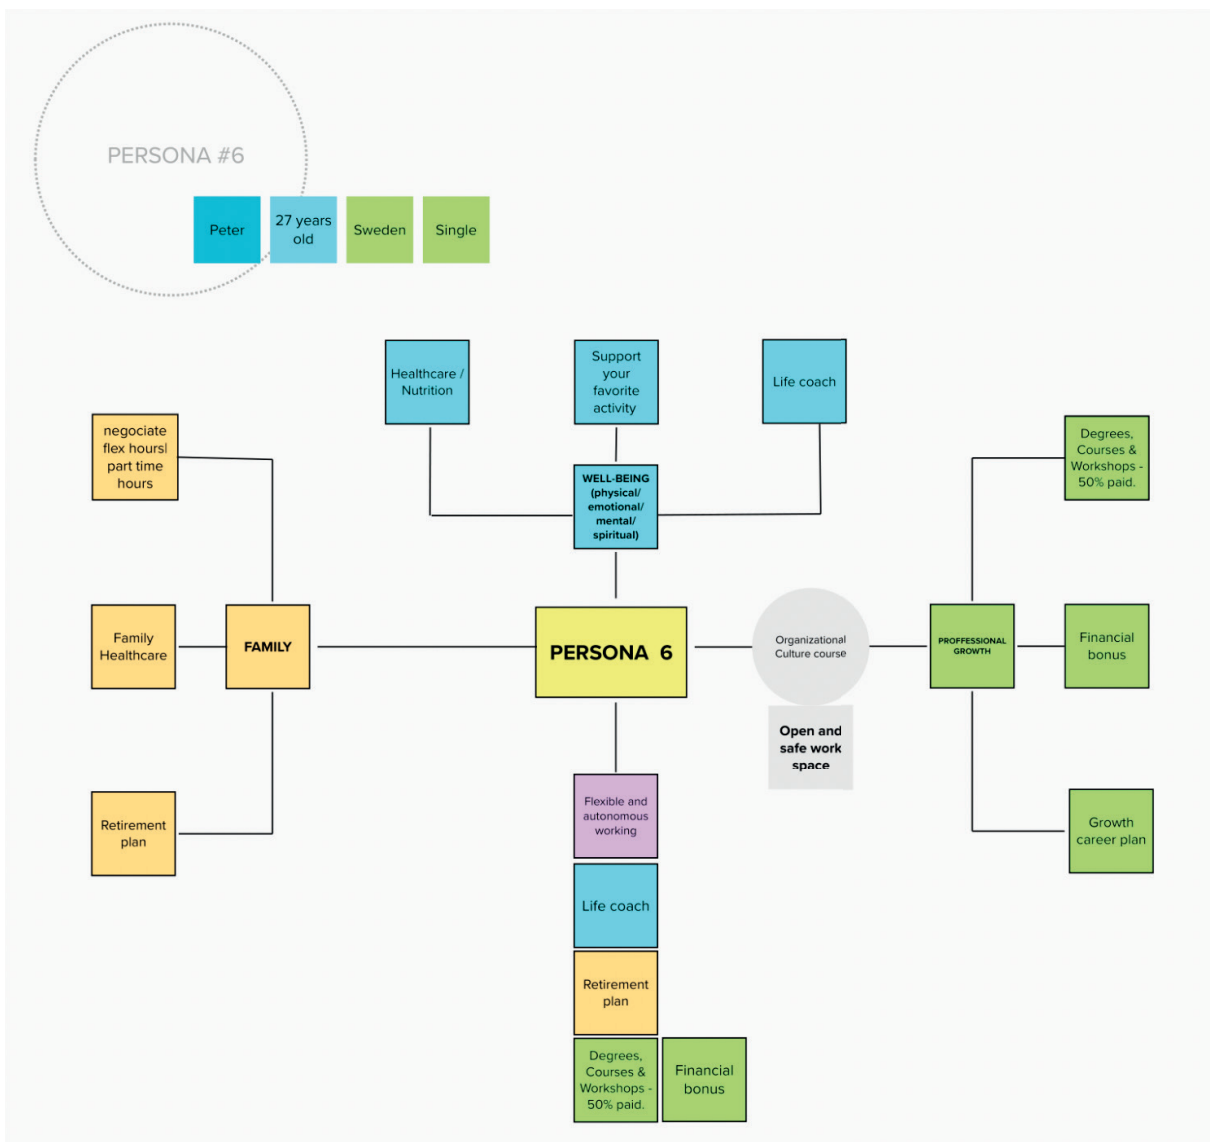 PERSONA #6
Peter
27 years
old
Sweden
Single
Healthcare /
Nutrition
Support
your
favorite
activity
Life coach
negociate
flex hours|
part time
hours
WELL-BEING
(physical/
emotional/
mental/
spiritual)
Degrees,
Courses &
Workshops -
50% paid.
Family
Healthcare
FAMILY
PERSONA 6
Organizational
Culture course
PROFFESSIONAL
GROWTH
Financial
bonus
Open and
safe work
space
Retirement
plan
Flexible and
autonomous
working
Growth
career plan
Life coach
Retirement
plan
Degrees,
Courses &
Workshops -
50% paid.
Financial
bonus